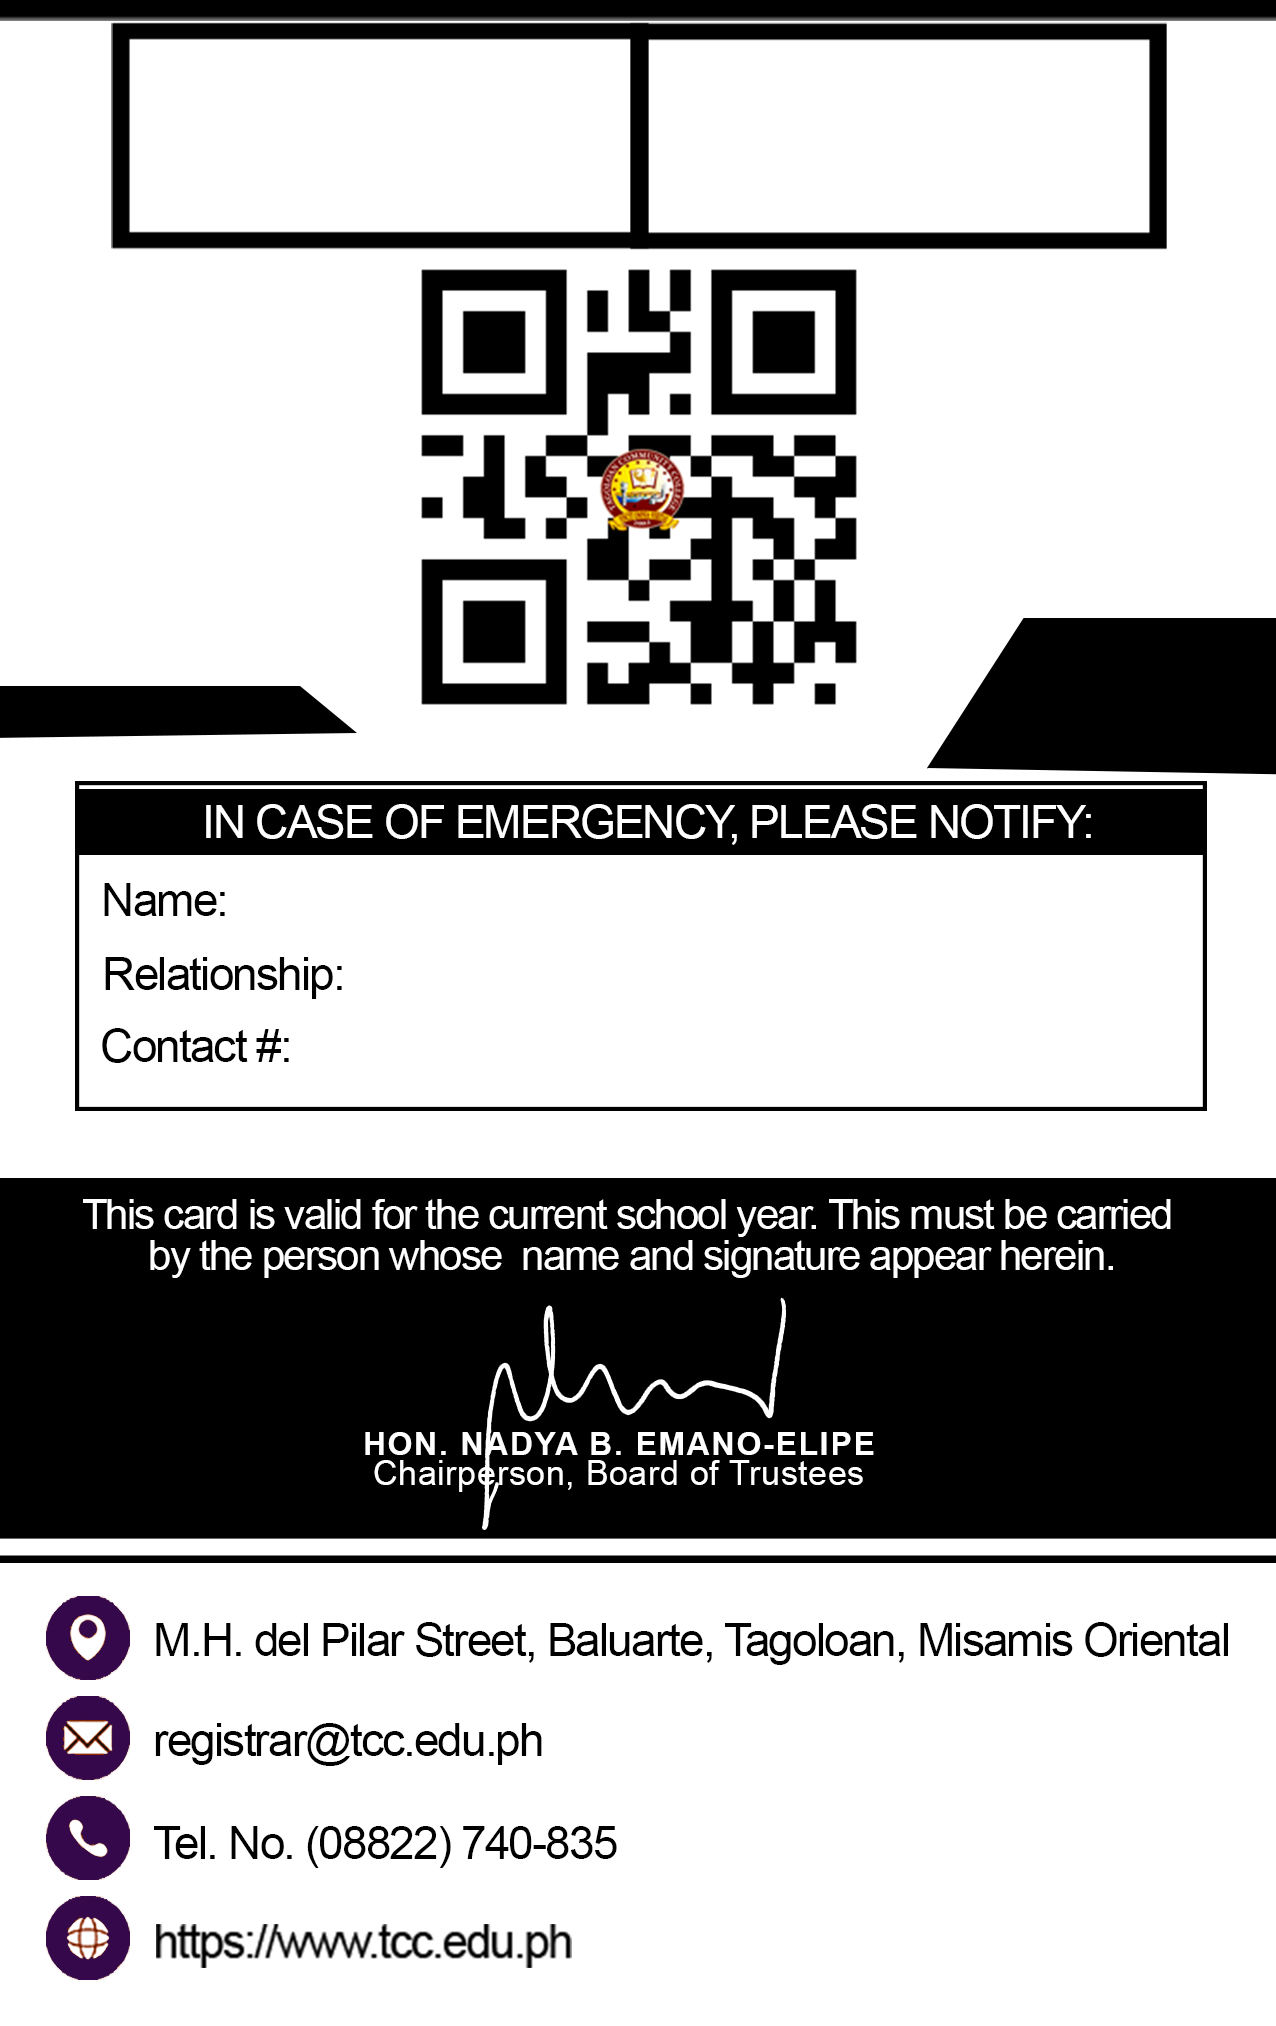 TAGOLOAN COMMUNITY COLLEGE
IN CASE OF EMERGENCY, PLEASE NOTIFY:
Name:
Relationship:
Contact #:
This card is valid for the current school year. This must be carried
by the person whose name and signature appear herein.
HON. NADYA B. EMANO-ELIPE
Chairperson, Board of Trustees
M.H. del Pilar Street, Baluarte, Tagoloan, Misamis Oriental
registrar@tcc.edu.ph
Tel. No. (08822) 740-835
https://www.tcc.edu.ph